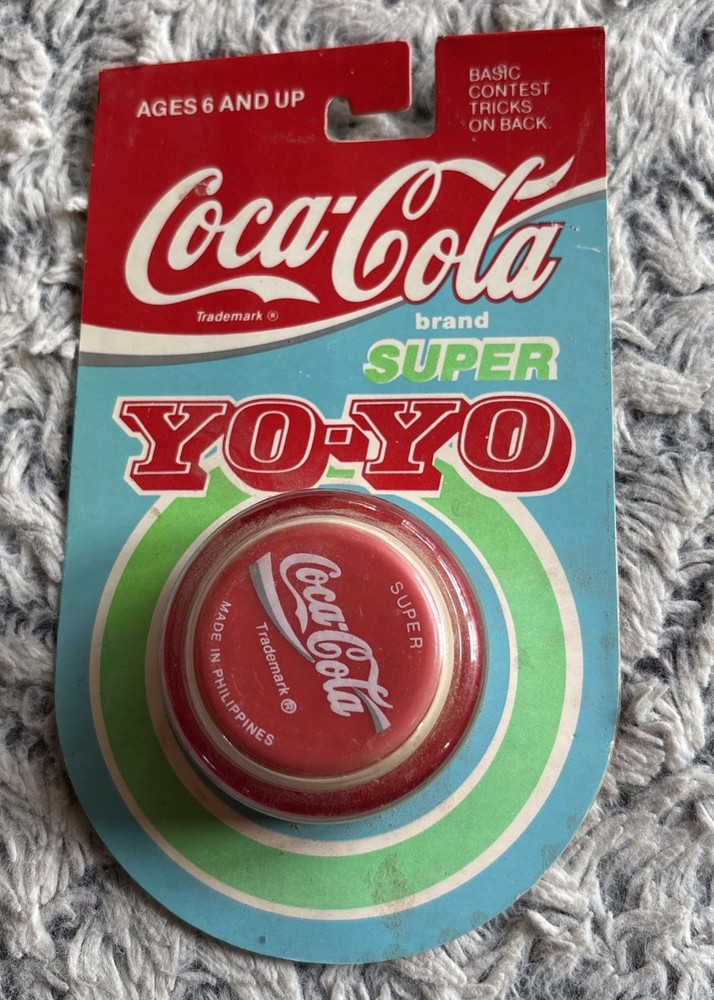 AGES 6 AND UP
BASIC
CONTEST
TRICKS
ON BACK.
Coca-Cola
Trademark ®
brand
SUPER
YO-YO
SUPER
Coca-Cola
Trademark ®
MADE IN PHILIPPINES